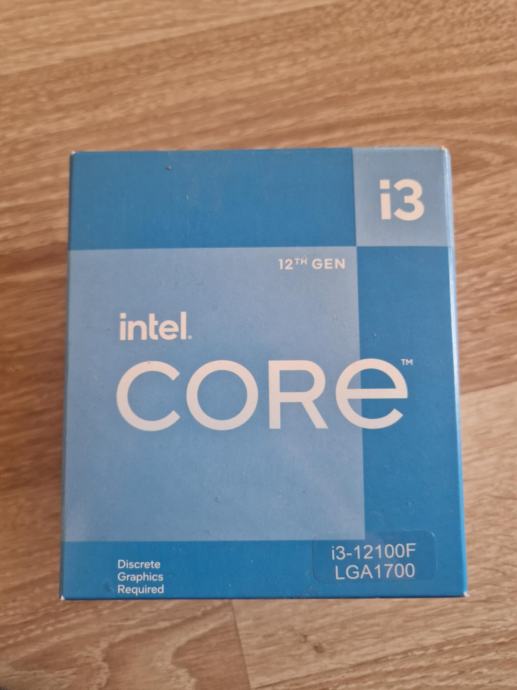 i3
12TH GEN
intel.
CORe™
Discrete
Graphics
Required
i3-12100F
LGA1700